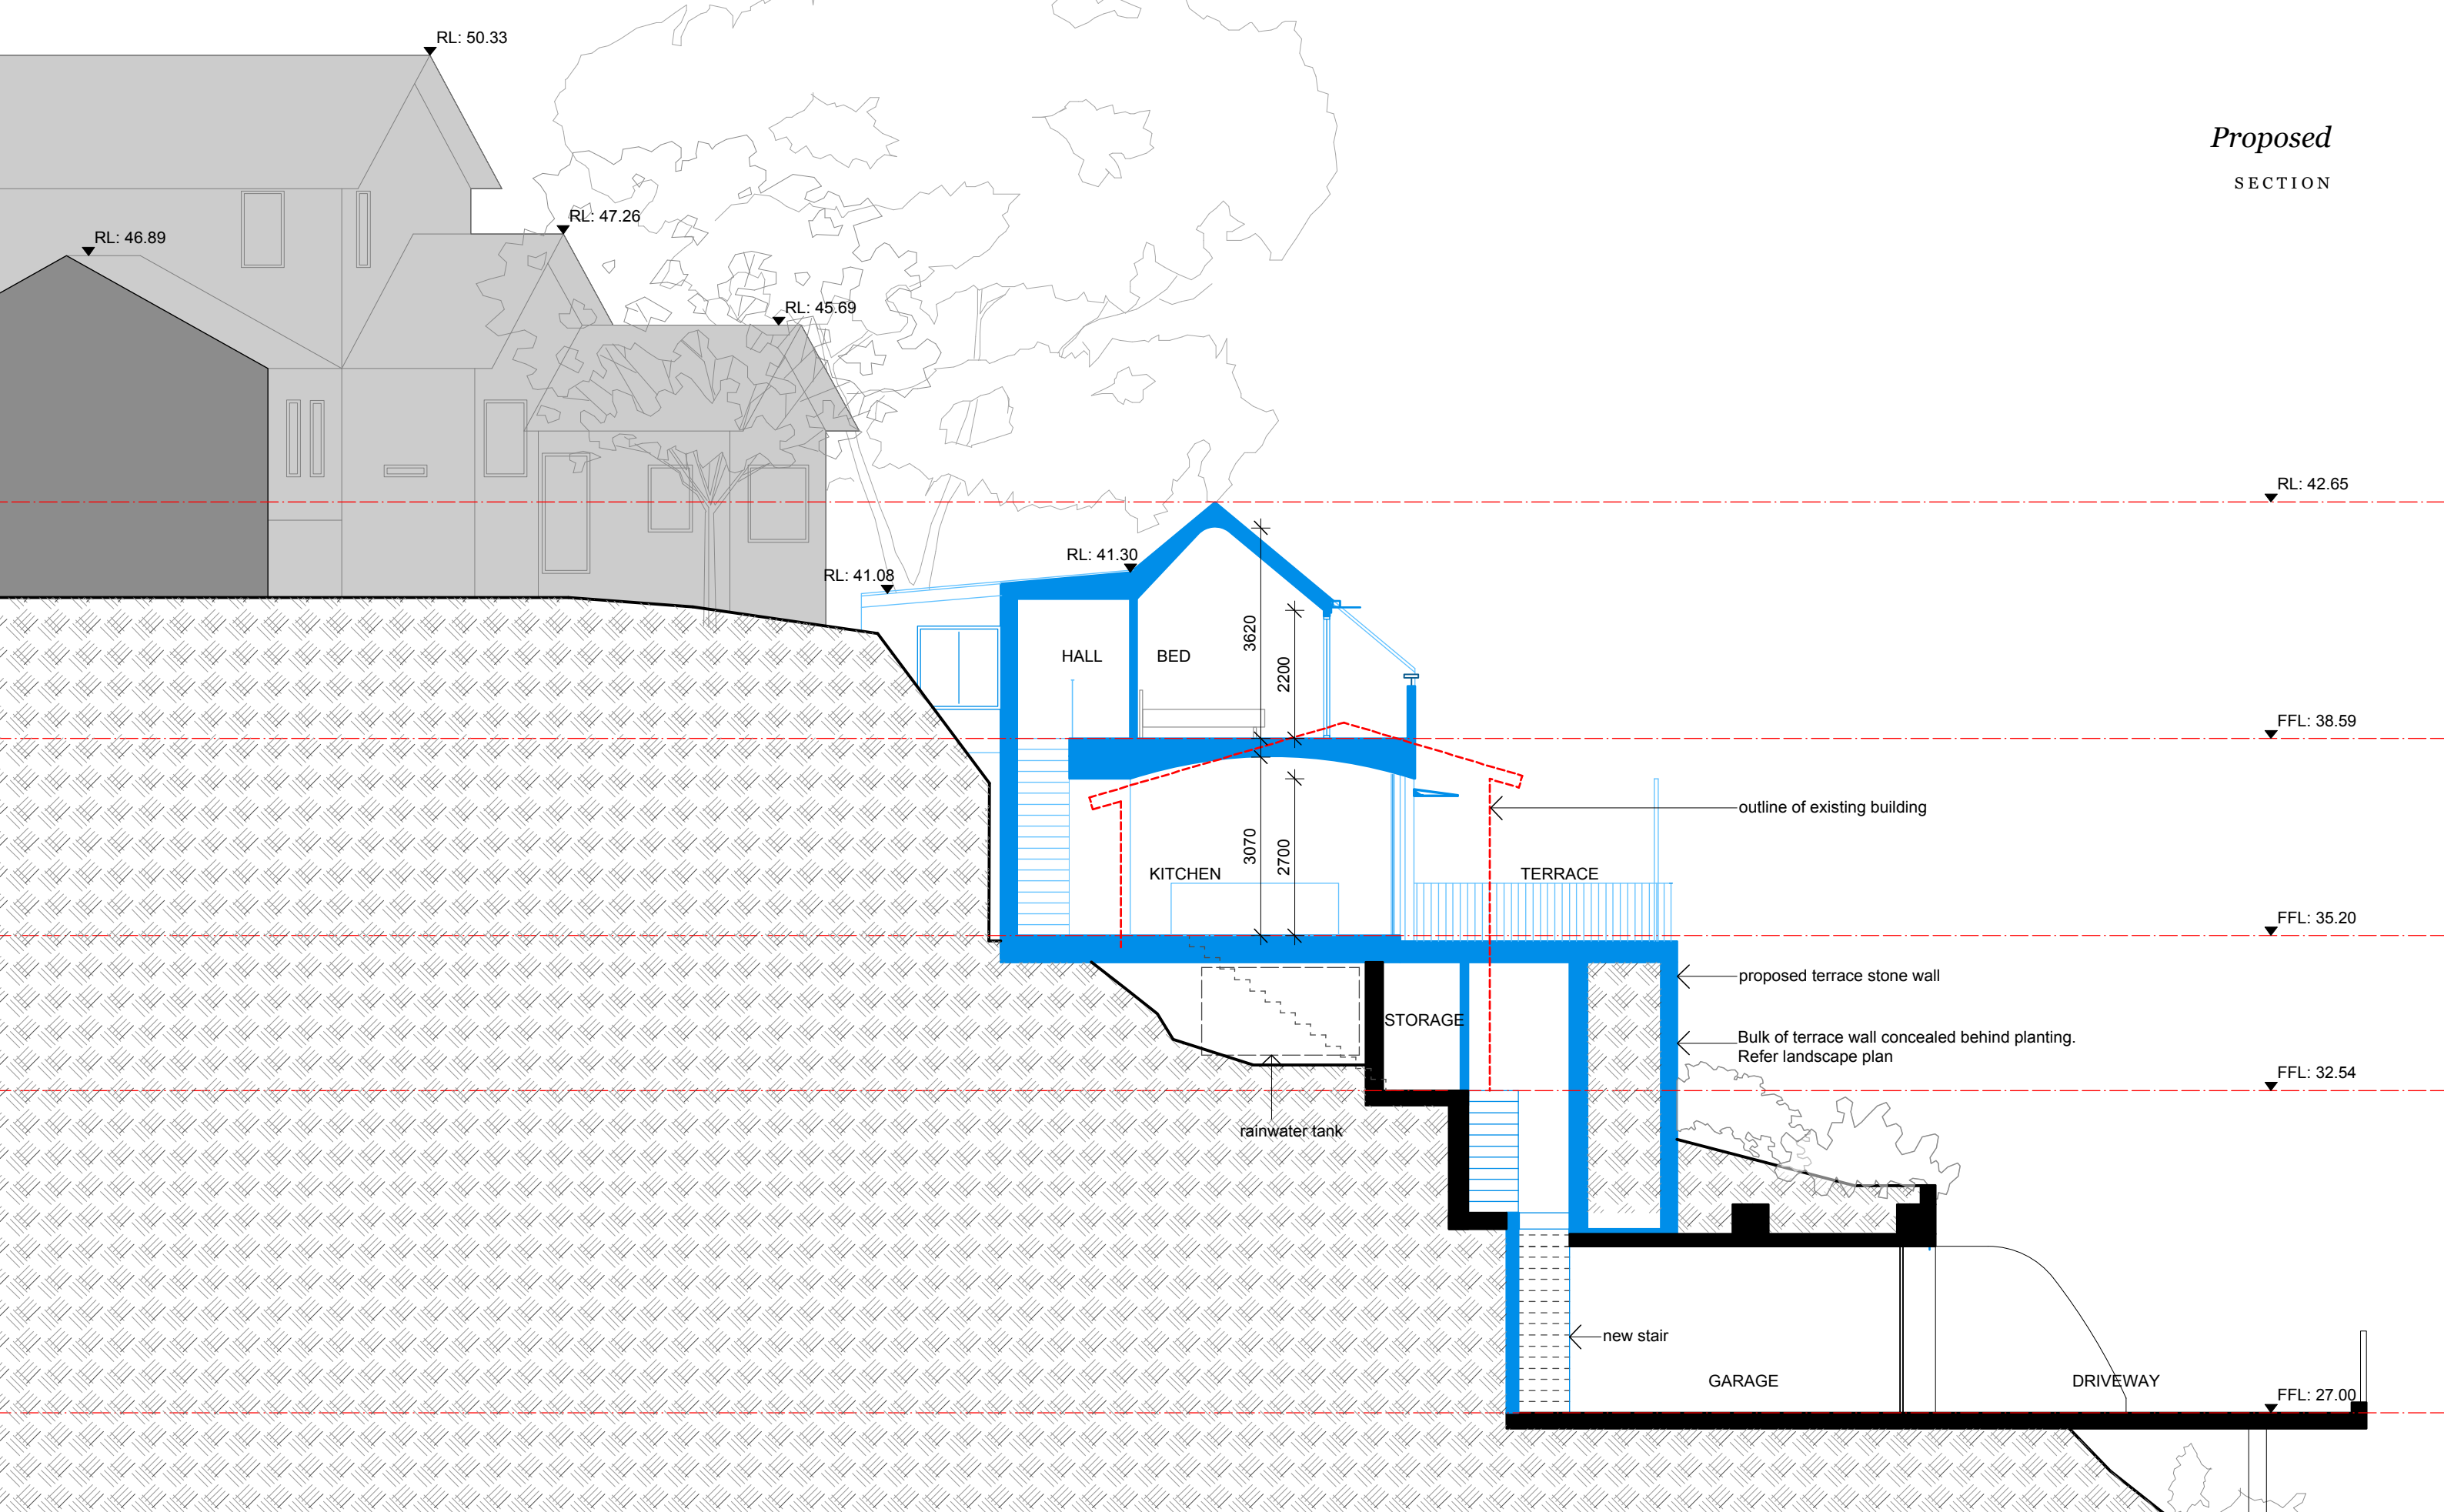 RL: 50.33
Proposed
SECTION
RL: 47.26
RL: 46.89
RL: 45.69
RL: 42.65
RL: 41.30
RL: 41.08
3620
HALL
BED
2200
FFL: 38.59
outline of existing building
3070
2700
KITCHEN
TERRACE
FFL: 35.20
proposed terrace stone wall
STORAGE
Bulk of terrace wall concealed behind planting.
Refer landscape plan
FFL: 32.54
rainwater tank
new stair
GARAGE
DRIVEWAY
FFL: 27.00